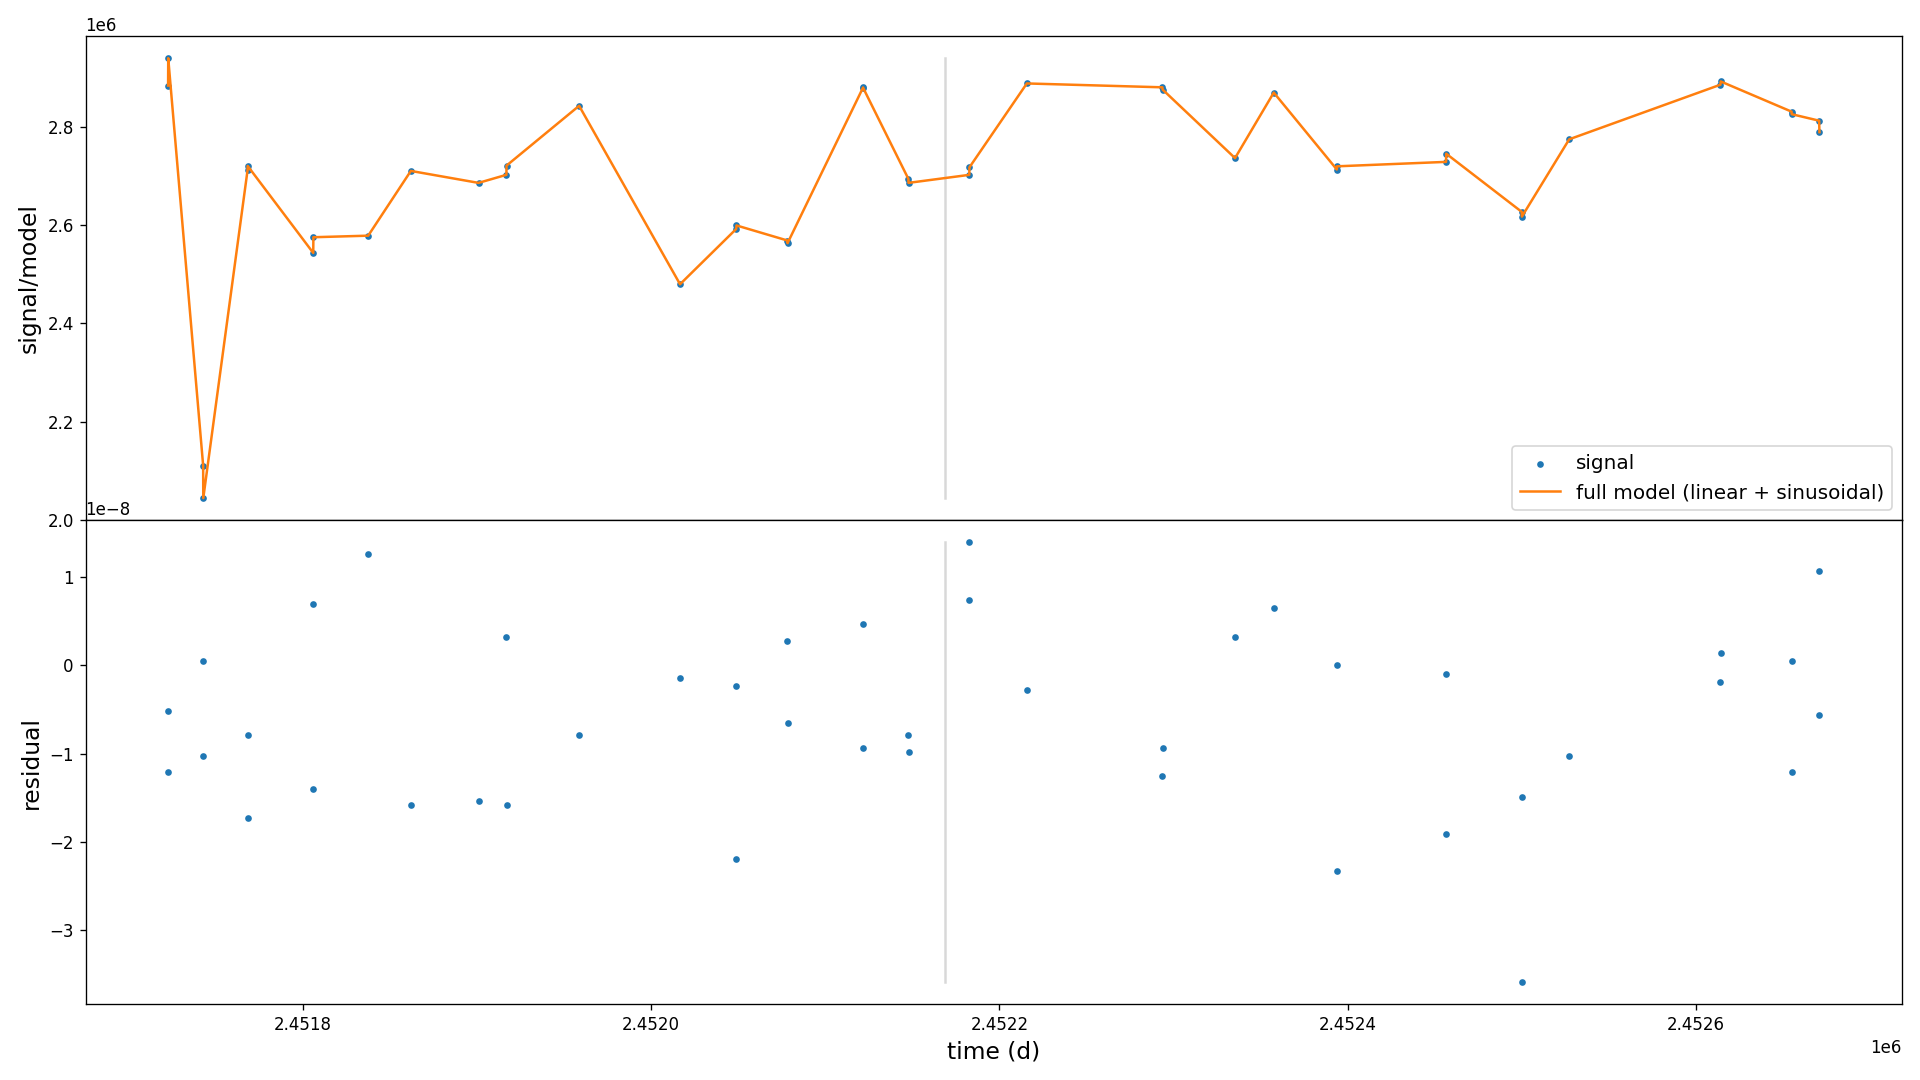 1e6
signal/model
2.8
2.6
2.4
2.2
2.0
signal
full model (linear + sinusoidal)
1e−8
residual
1
0
−1
−2
−3
2.4518
2.4520
2.4522
2.4524
2.4526
1e6
time (d)